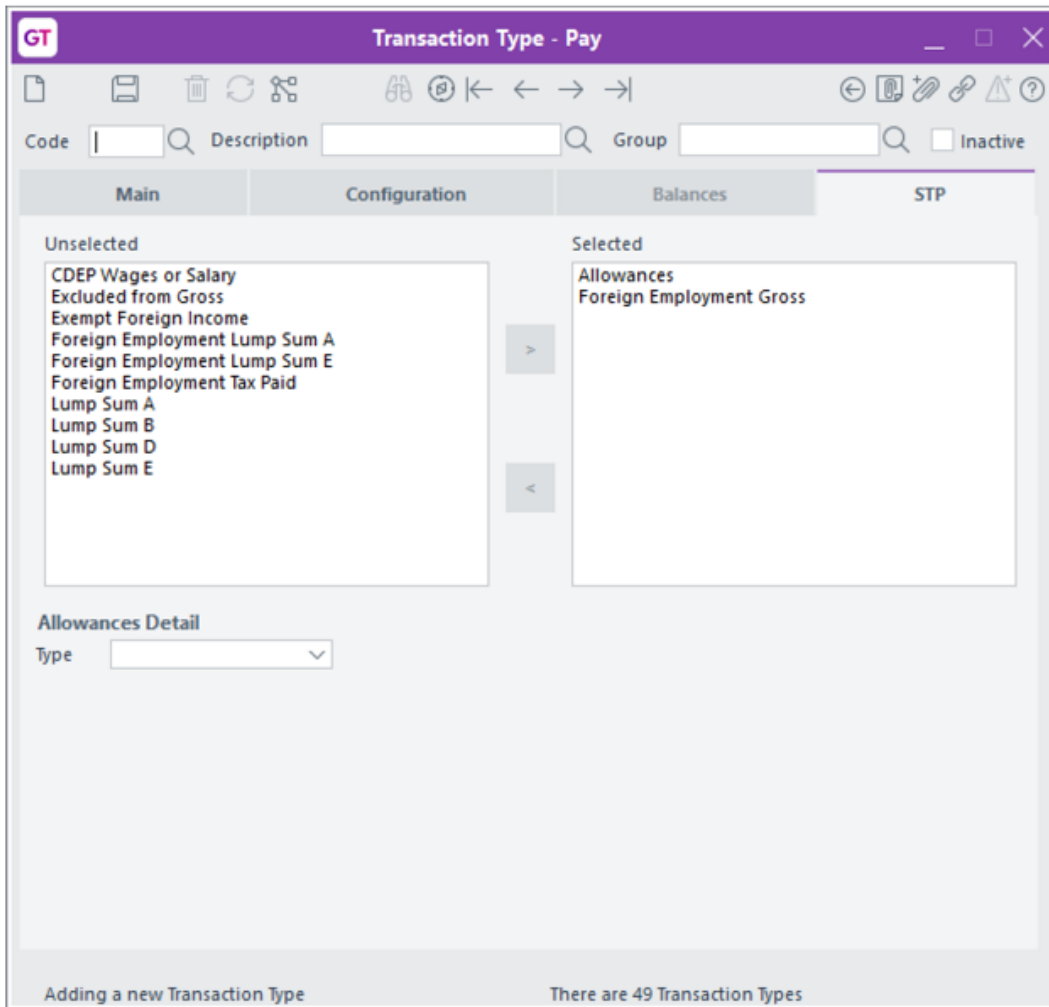 GT Transaction Type - Pay
Code Description Group Inactive
Main Configuration Balances STP
Unselected
CDEP Wages or Salary
Excluded from Gross
Exempt Foreign Income
Foreign Employment Lump Sum A
Foreign Employment Lump Sum E
Foreign Employment Tax Paid
Lump Sum A
Lump Sum B
Lump Sum D
Lump Sum E
>
<
Selected
Allowances
Foreign Employment Gross
Allowances Detail
Type
Adding a new Transaction Type There are 49 Transaction Types